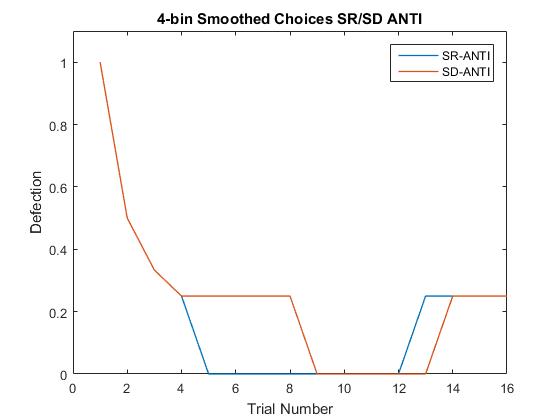 4-bin Smoothed Choices SR/SD ANTI
SR-ANTI
SD-ANTI
1
0.8
0.6
0.4
0.2
0
Defection
0 2 4 6 8 10 12 14 16
Trial Number